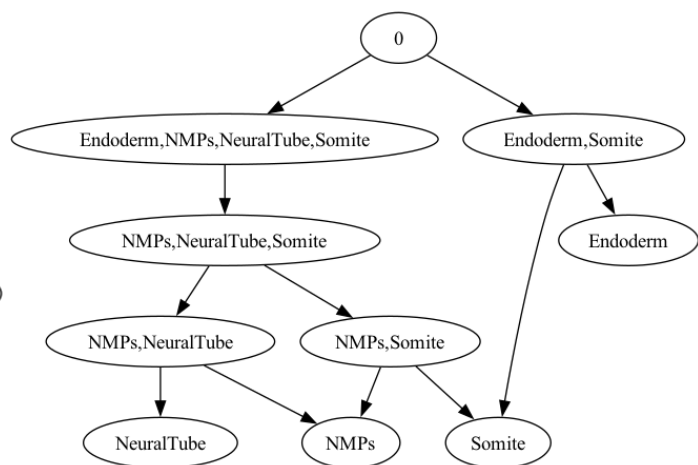 0
Endoderm,NMPs,NeuralTube,Somite
Endoderm,Somite
NMPs,NeuralTube,Somite
Endoderm
NMPs,NeuralTube
NMPs,Somite
NeuralTube
NMPs
Somite